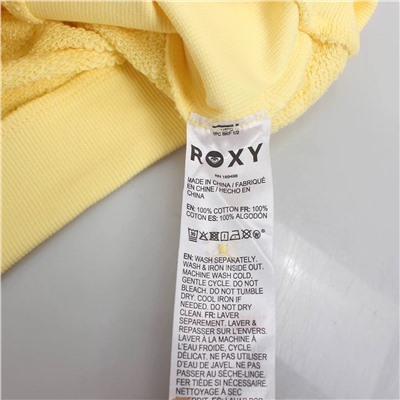 ROXY
MADE IN CHINA / FABRIQUÉ
EN CHINE / HECHO EN
CHINA
EN: 100% COTTON FR: 100%
COTON ES: 100% ALGODÓN
EN: WASH SEPARATELY.
WASH & IRON INSIDE OUT.
MACHINE WASH COLD,
GENTLE CYCLE. DO NOT
BLEACH. DO NOT TUMBLE
DRY. COOL IRON IF
NEEDED. DO NOT DRY
CLEAN. FR: LAVER
SEPAREMENT. LAVER &
REPASSER À L'ENVERS.
LAVER À LA MACHINE À
L'EAU FROIDE, CYCLE
DÉLICAT. NE PAS UTILISER
D'EAU DE JAVEL. NE PAS
PASSER AU SÈCHE-LINGE.
FER TIÈDE SI NÉCESSAIRE.
NETTOYAGE À SEC
INTERDIT. ES: LAVAR POR